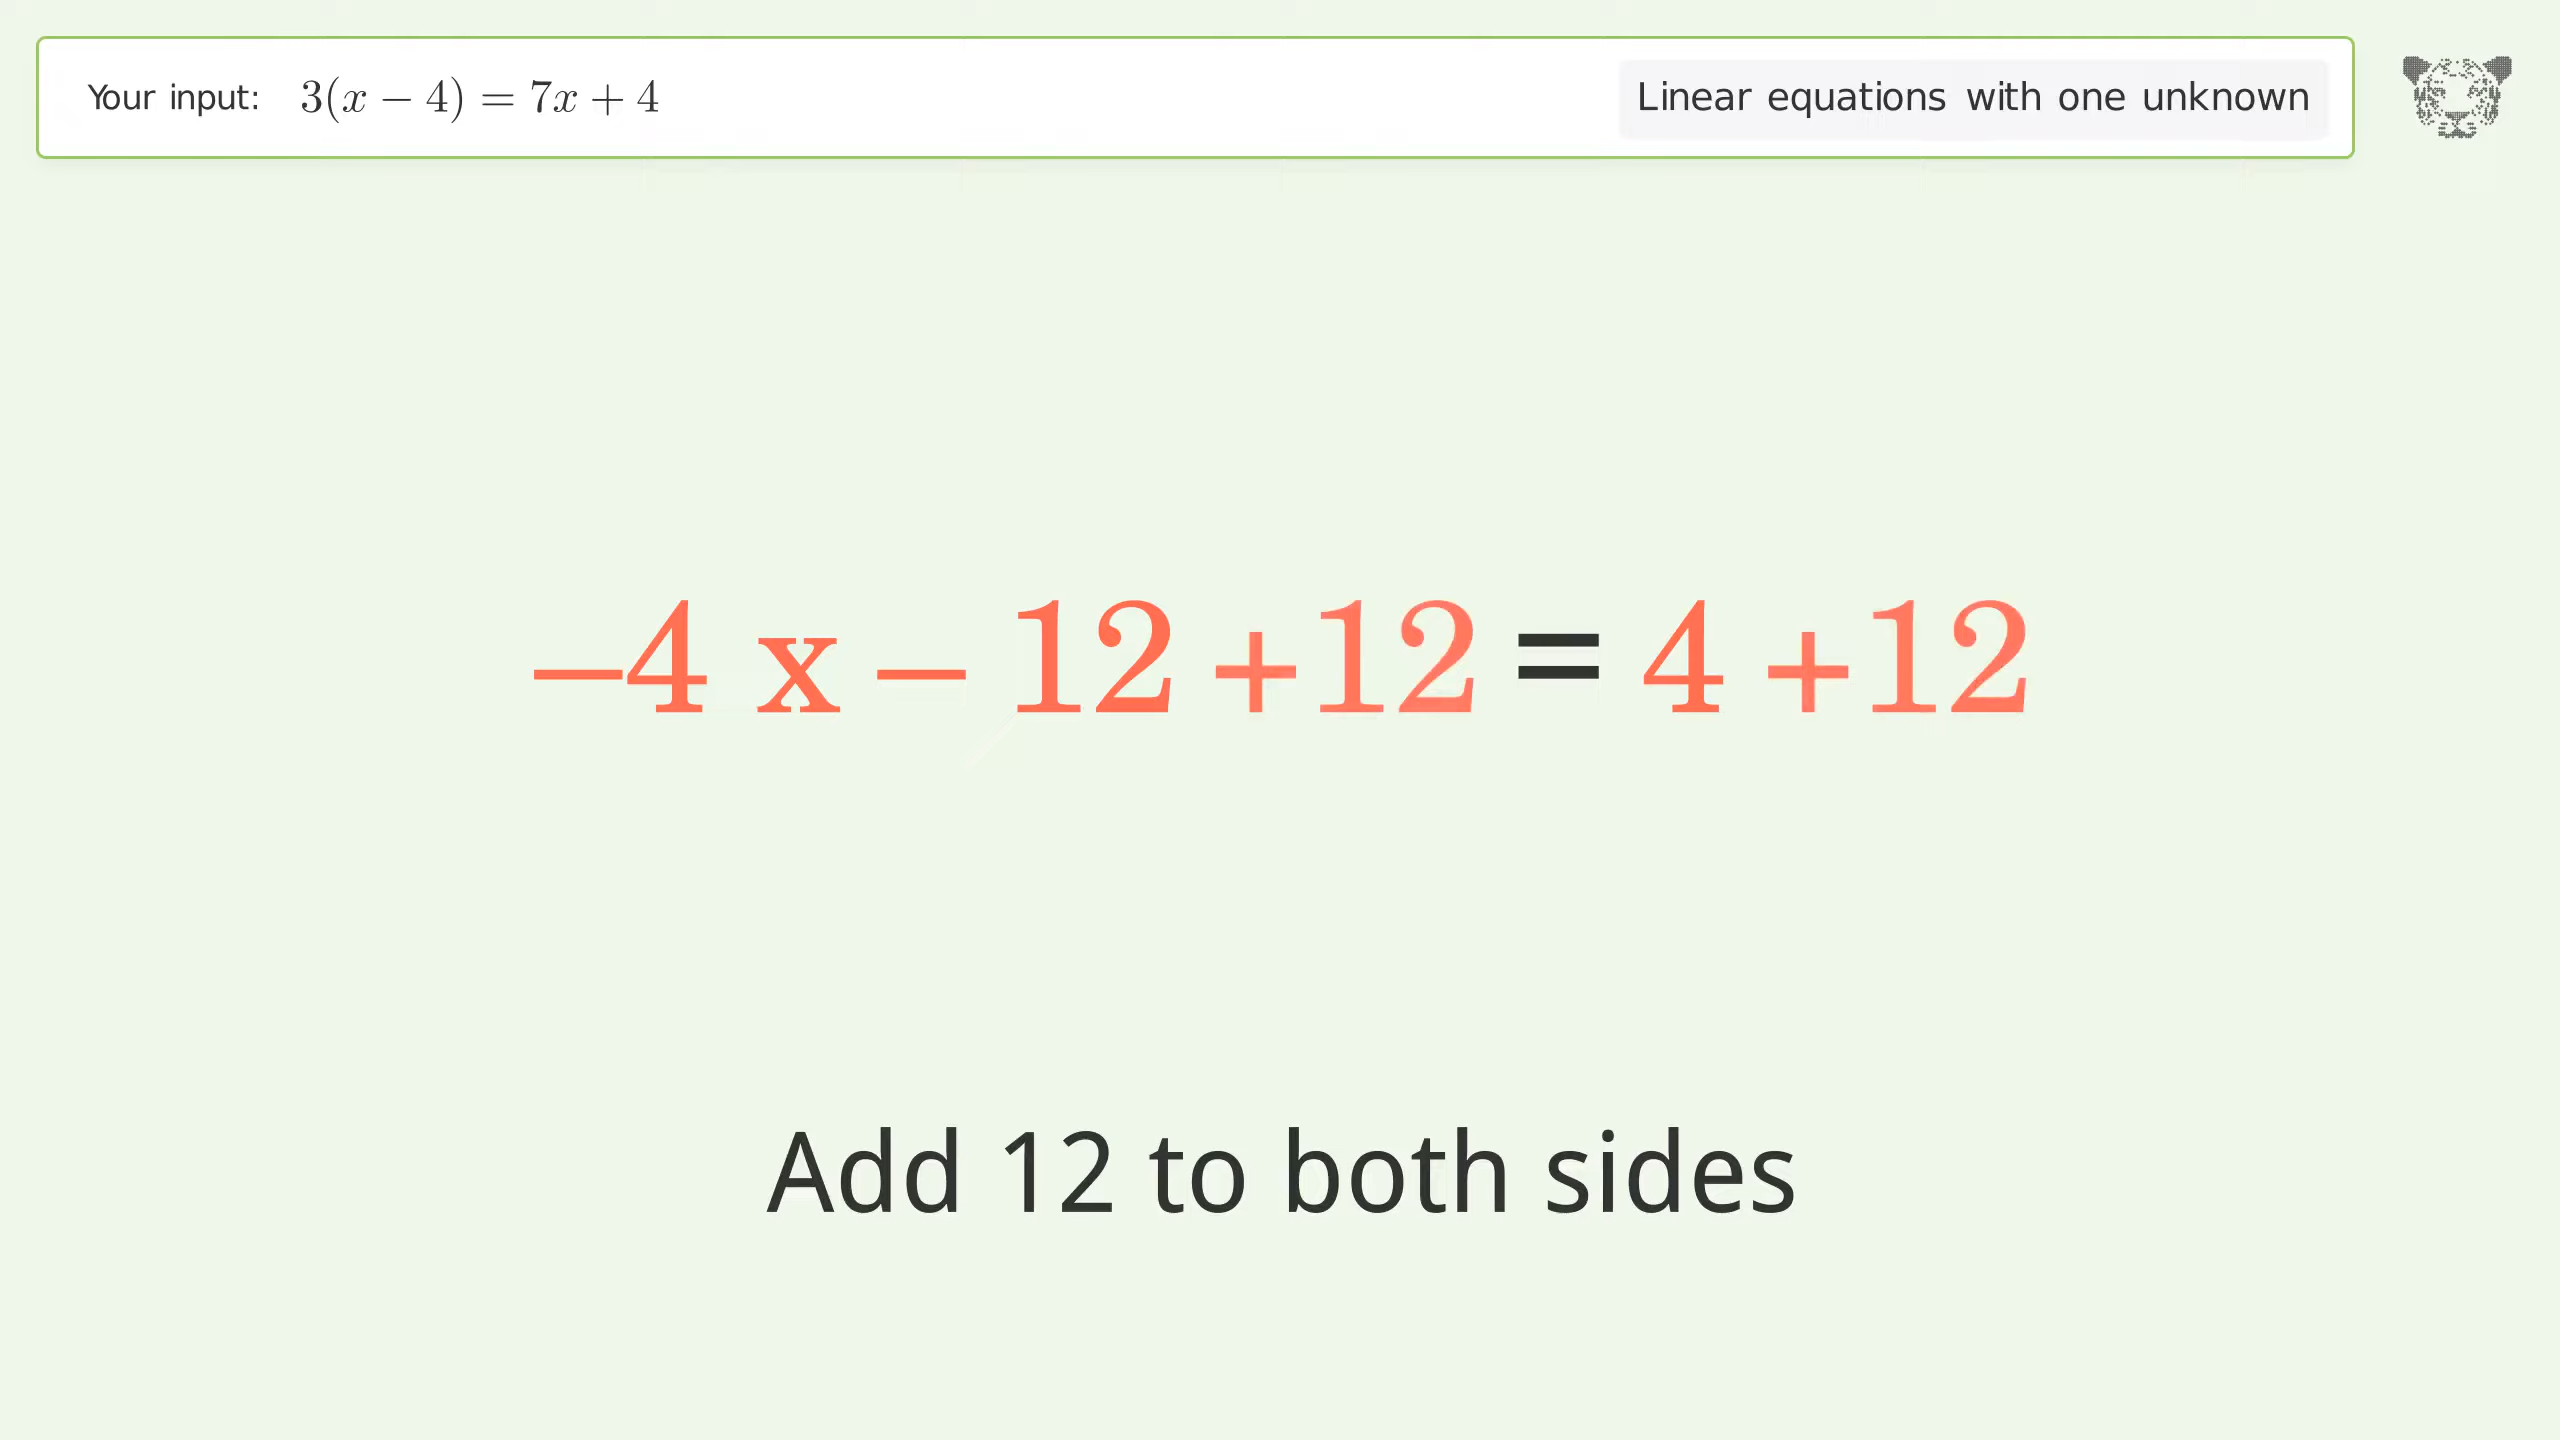 Your input: 3(x − 4) = 7x + 4
Linear equations with one unknown
−4 x − 12 +12 = 4 +12
Add 12 to both sides